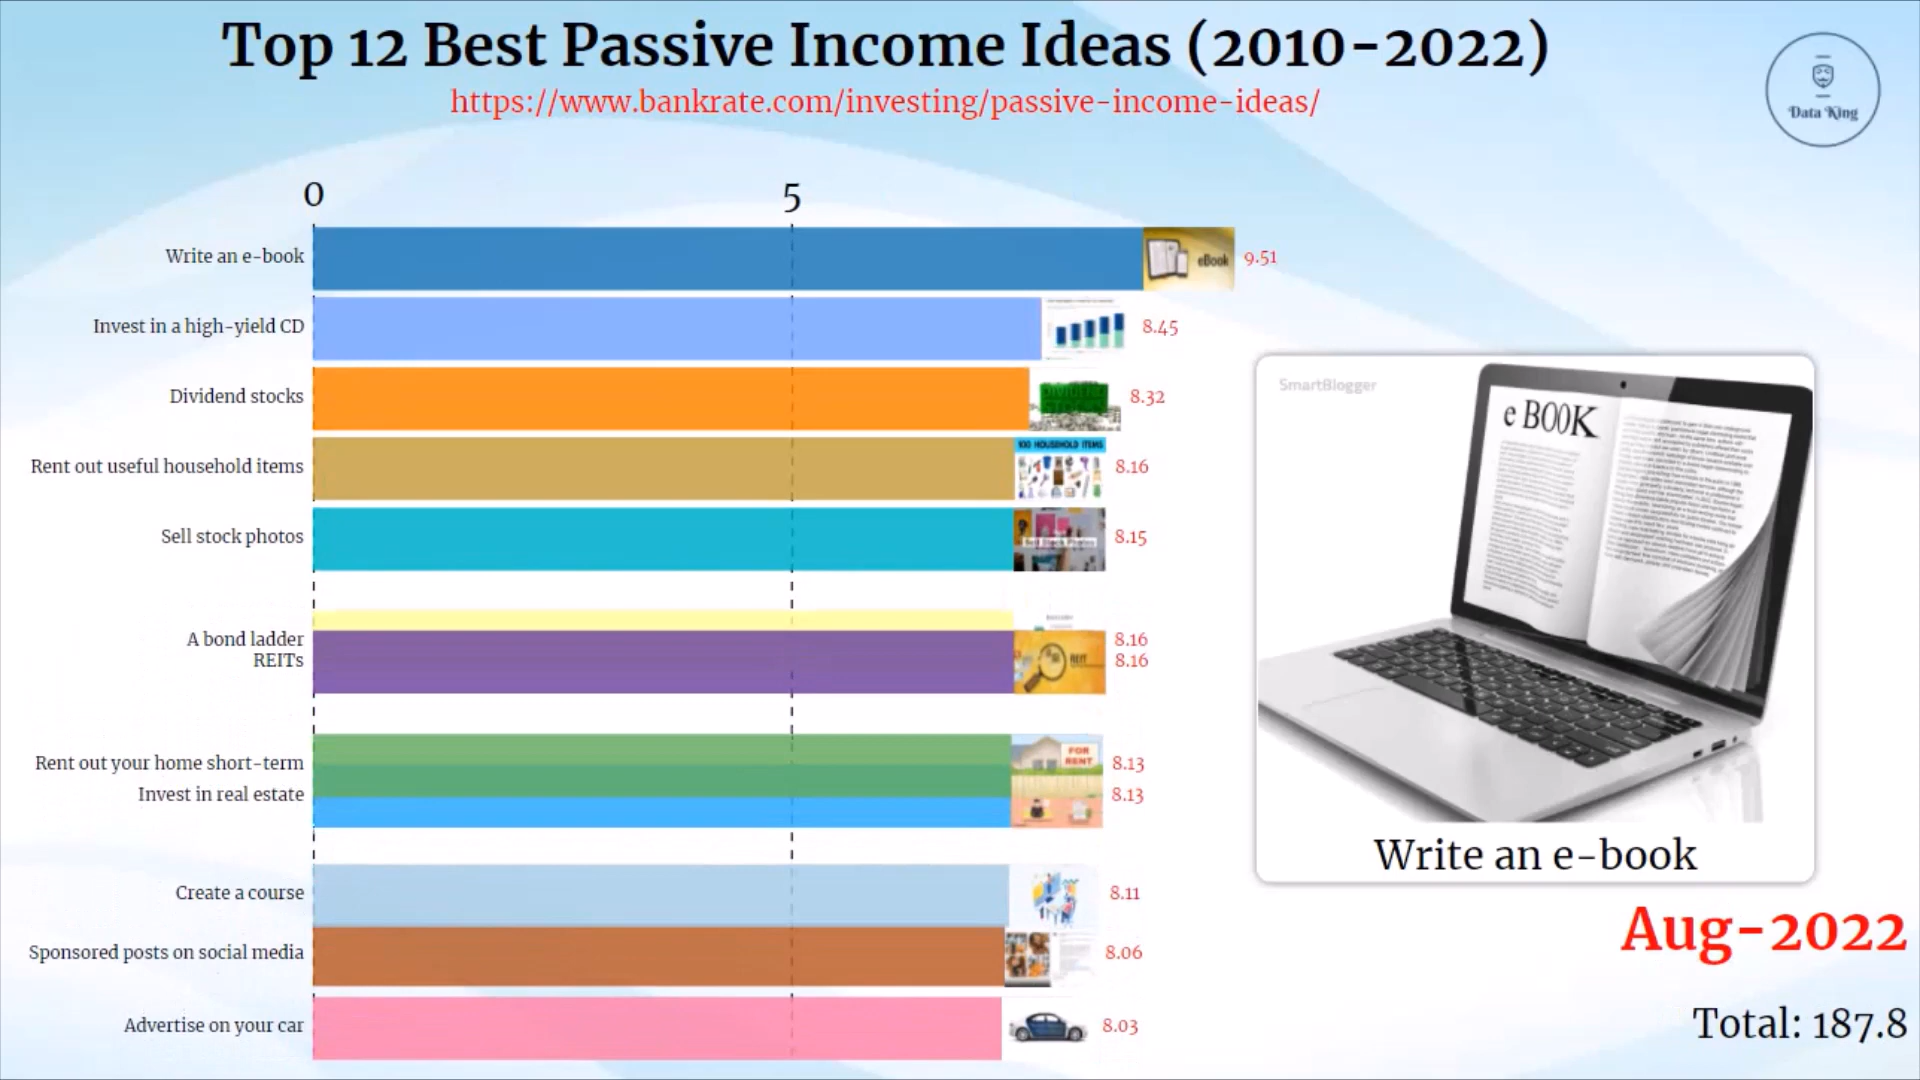 Top 12 Best Passive Income Ideas (2010-2022)
https://www.bankrate.com/investing/passive-income-ideas/
Data King
0 5
Write an e-book 9.51
eBook
Invest in a high-yield CD 8.45
Dividend stocks 8.32
Rent out useful household items 8.16
100 HOUSEHOLD ITEMS
Sell stock photos 8.15
Sell Stock Photos
A bond ladder 8.16
REITs 8.16
REIT
Rent out your home short-term 8.13
FOR
RENT
Invest in real estate 8.13
Create a course 8.11
Sponsored posts on social media 8.06
Advertise on your car 8.03
SmartBlogger
e BOOK
Write an e-book
Aug-2022
Total: 187.8